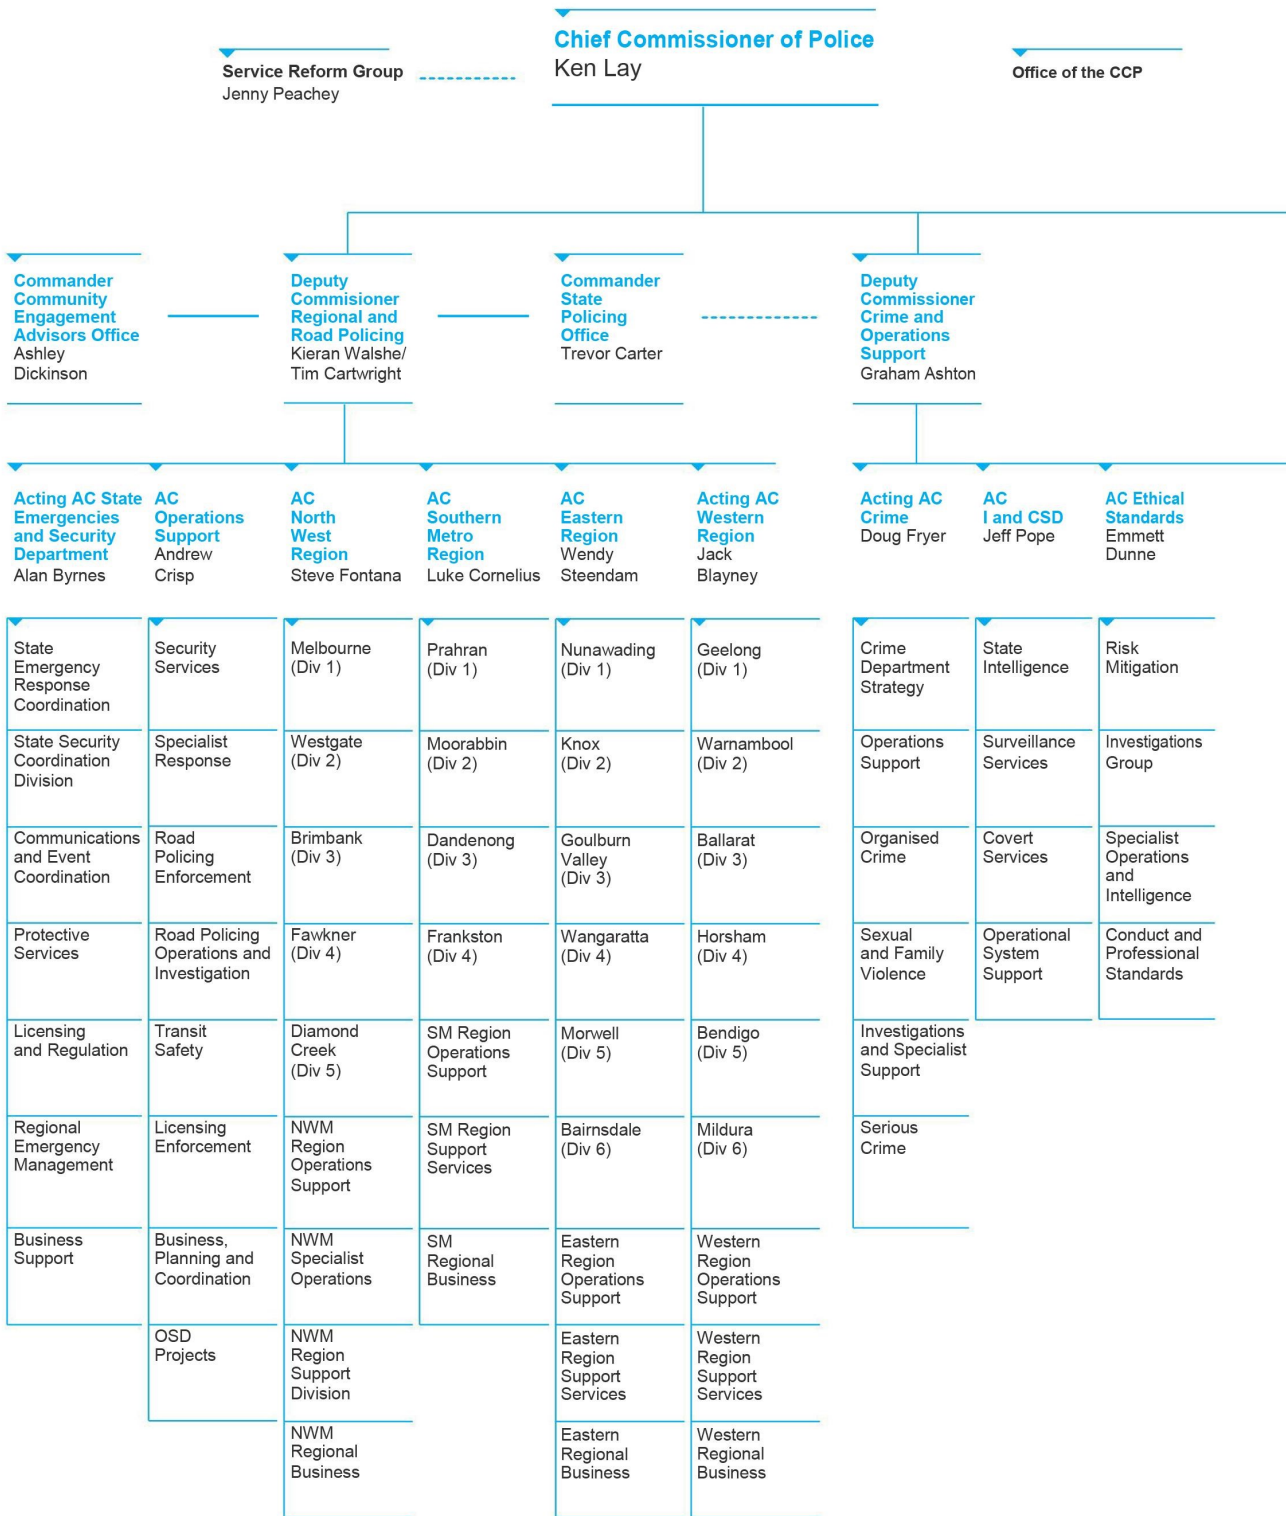 Chief Commissioner of Police
Ken Lay
Service Reform Group
Jenny Peachey
Office of the CCP
Commander
Community
Engagement
Advisors Office
Ashley
Dickinson
Deputy
Commisioner
Regional and
Road Policing
Kieran Walshe/
Tim Cartwright
Commander
State
Policing
Office
Trevor Carter
Deputy
Commissioner
Crime and
Operations
Support
Graham Ashton
Acting AC State
Emergencies
and Security
Department
Alan Byrnes
AC
Operations
Support
Andrew
Crisp
AC
North
West
Region
Steve Fontana
AC
Southern
Metro
Region
Luke Cornelius
AC
Eastern
Region
Wendy
Steendam
Acting AC
Western
Region
Jack
Blayney
Acting AC
Crime
Doug Fryer
AC
I and CSD
Jeff Pope
AC Ethical
Standards
Emmett
Dunne
State
Emergency
Response
Coordination
State Security
Coordination
Division
Communications
and Event
Coordination
Protective
Services
Licensing
and Regulation
Regional
Emergency
Management
Business
Support
Security
Services
Specialist
Response
Road
Policing
Enforcement
Road Policing
Operations and
Investigation
Transit
Safety
Licensing
Enforcement
Business,
Planning and
Coordination
OSD
Projects
Melbourne
(Div 1)
Westgate
(Div 2)
Brimbank
(Div 3)
Fawkner
(Div 4)
Diamond
Creek
(Div 5)
NWM
Region
Operations
Support
NWM
Specialist
Operations
NWM
Region
Support
Division
NWM
Regional
Business
Prahran
(Div 1)
Moorabbin
(Div 2)
Dandenong
(Div 3)
Frankston
(Div 4)
SM Region
Operations
Support
SM Region
Support
Services
SM
Regional
Business
Nunawading
(Div 1)
Knox
(Div 2)
Goulburn
Valley
(Div 3)
Wangaratta
(Div 4)
Morwell
(Div 5)
Bairnsdale
(Div 6)
Eastern
Region
Operations
Support
Eastern
Region
Support
Services
Eastern
Regional
Business
Geelong
(Div 1)
Warnambool
(Div 2)
Ballarat
(Div 3)
Horsham
(Div 4)
Bendigo
(Div 5)
Mildura
(Div 6)
Western
Region
Operations
Support
Western
Region
Support
Services
Western
Regional
Business
Crime
Department
Strategy
Operations
Support
Organised
Crime
Sexual
and Family
Violence
Investigations
and Specialist
Support
Serious
Crime
State
Intelligence
Surveillance
Services
Covert
Services
Operational
System
Support
Risk
Mitigation
Investigations
Group
Specialist
Operations
and
Intelligence
Conduct and
Professional
Standards